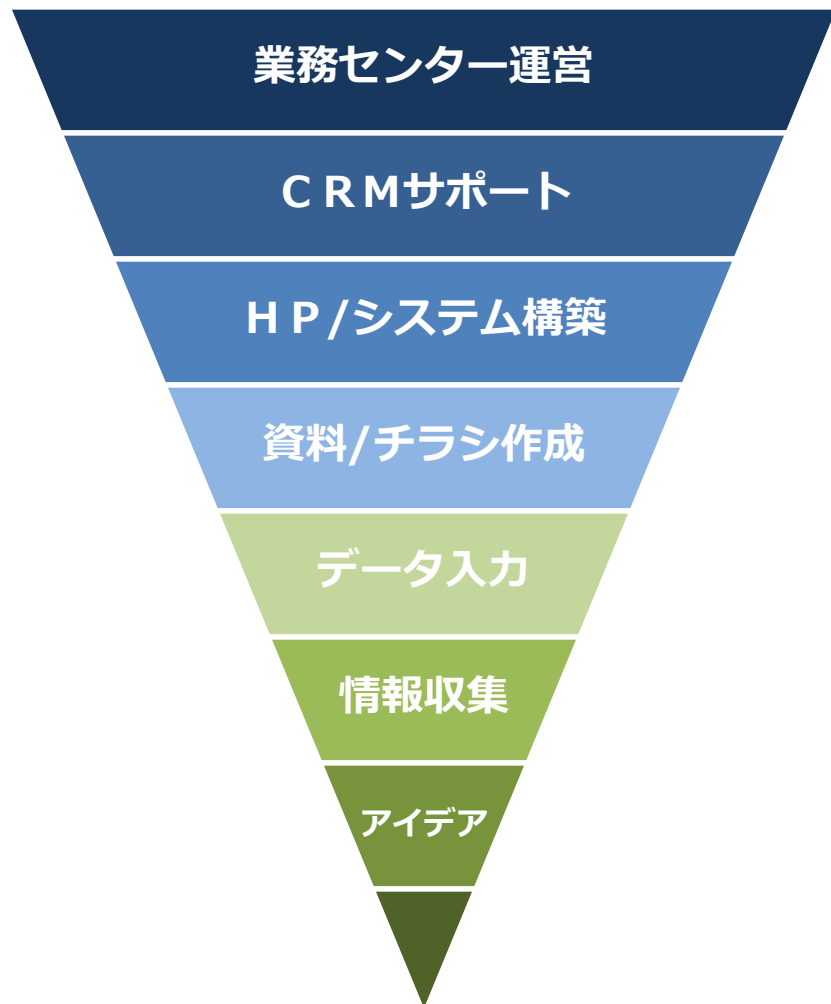 業務センター運営
ＣＲＭサポート
ＨＰ/システム構築
資料/チラシ作成
データ入力
情報収集
アイデア